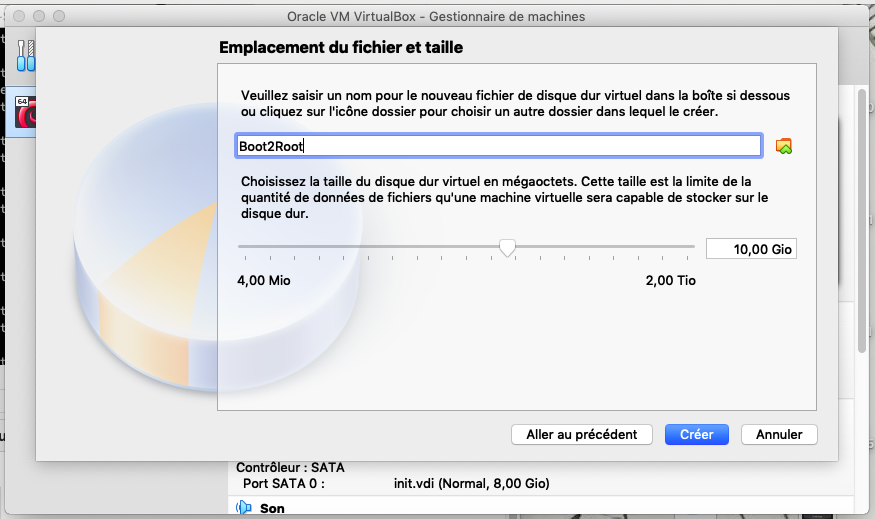 Oracle VM VirtualBox - Gestionnaire de machines
64
Emplacement du fichier et taille
Veuillez saisir un nom pour le nouveau fichier de disque dur virtuel dans la boîte si dessous
ou cliquez sur l'icône dossier pour choisir un autre dossier dans lequel le créer.
Boot2Root
Choisissez la taille du disque dur virtuel en mégaoctets. Cette taille est la limite de la
quantité de données de fichiers qu'une machine virtuelle sera capable de stocker sur le
disque dur.
10,00 Gio
4,00 Mio
2,00 Tio
Aller au précédent
Créer
Annuler
Contrôleur : SATA
Port SATA 0 : init.vdi (Normal, 8,00 Gio)
Son